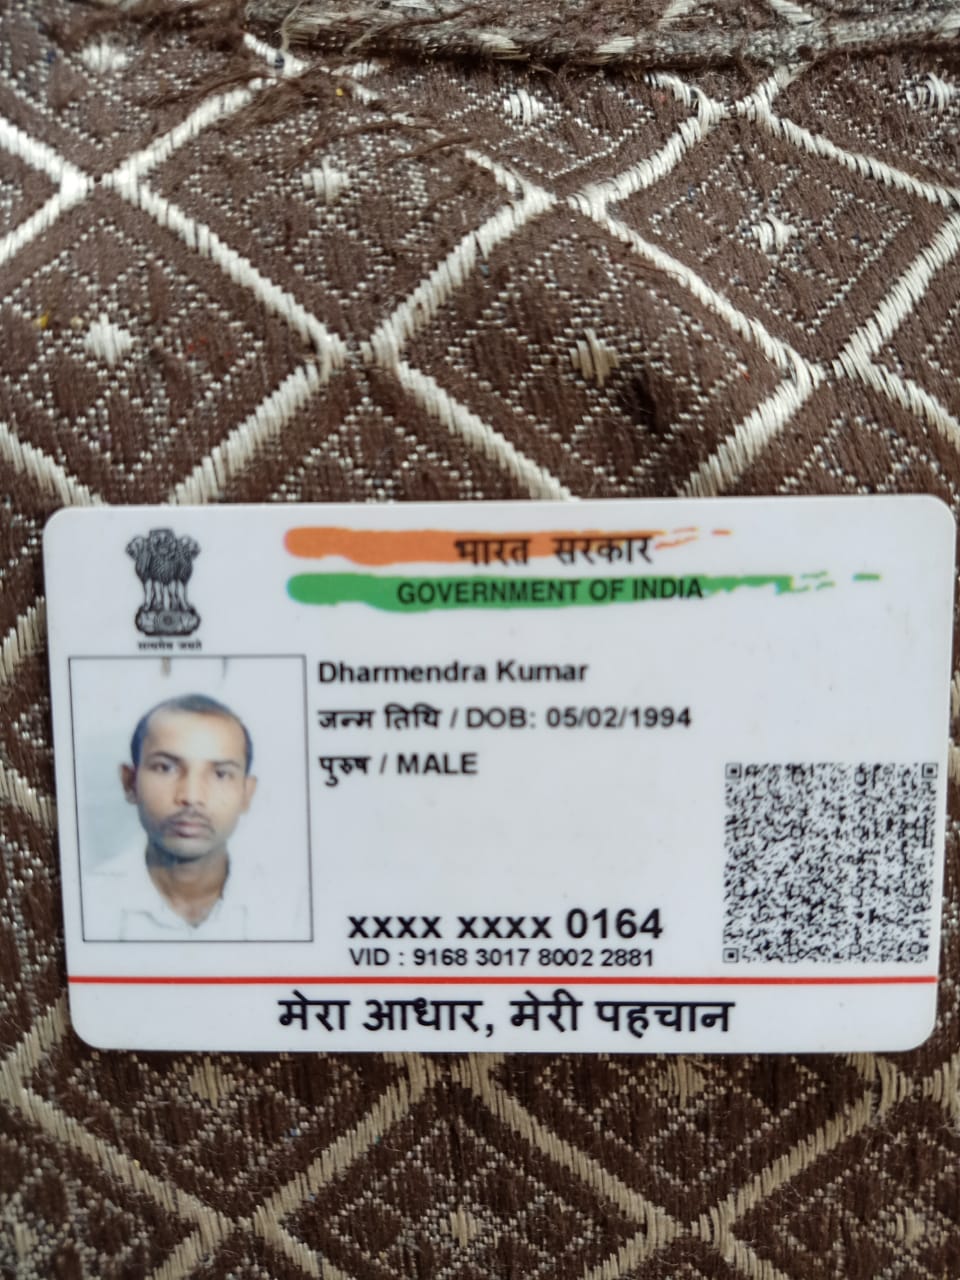 भारत सरकार
GOVERNMENT OF INDIA
सत्यमेव जयते
Dharmendra Kumar
जन्म तिथि / DOB: 05/02/1994
पुरुष / MALE
xxxx xxxx 0164
VID : 9168 3017 8002 2881
मेरा आधार, मेरी पहचान